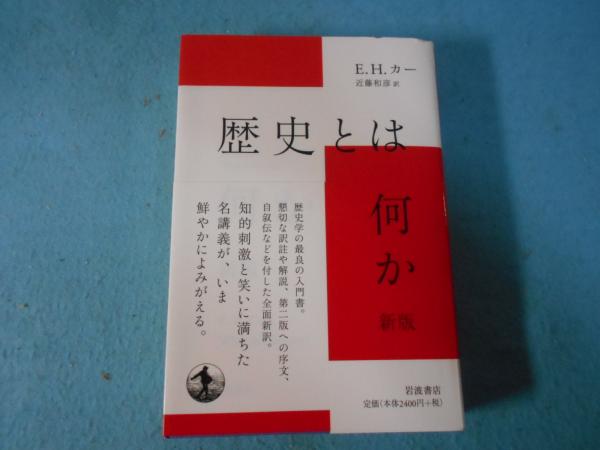 E.H.カー
近藤和彦 訳
歴史とは
何か
新版
歴史学の最良の入門書。
懇切な訳註や解説、第二版への序文、
自叙伝などを付した全面新訳。
知的刺激と笑いに満ちた
名講義が、いま
鮮やかによみがえる。
岩波書店
定価(本体2400円+税)